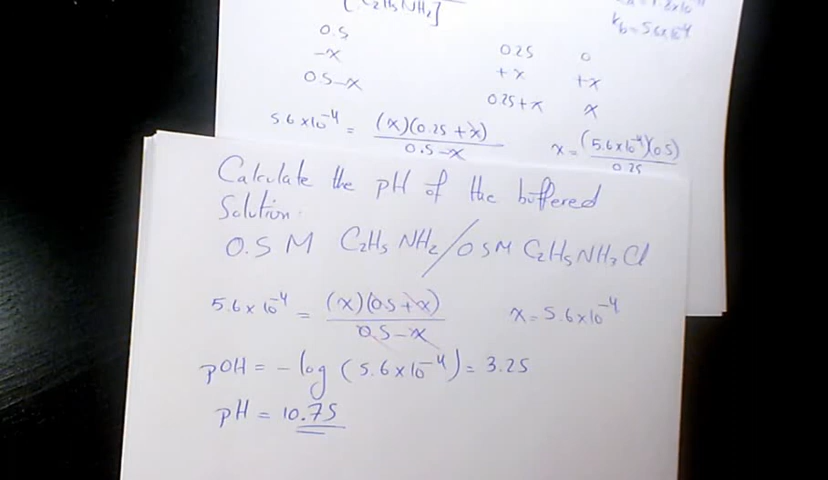 [C2H5NH2]
Kb = 5.6x10-4
0.5
-x 0.25 0
0.5-x +x +x
0.25+x x
5.6x10-4 = (x)(0.25+x) / 0.5-x x = (5.6x10-4)(0.5) / 0.25
Calculate the pH of the buffered
Solution:
0.5 M C2H5NH2/0.5M C2H5NH3Cl
5.6x10-4 = (x)(0.5+x) / 0.5-x x = 5.6x10-4
pOH = -log (5.6x10-4) = 3.25
pH = 10.75